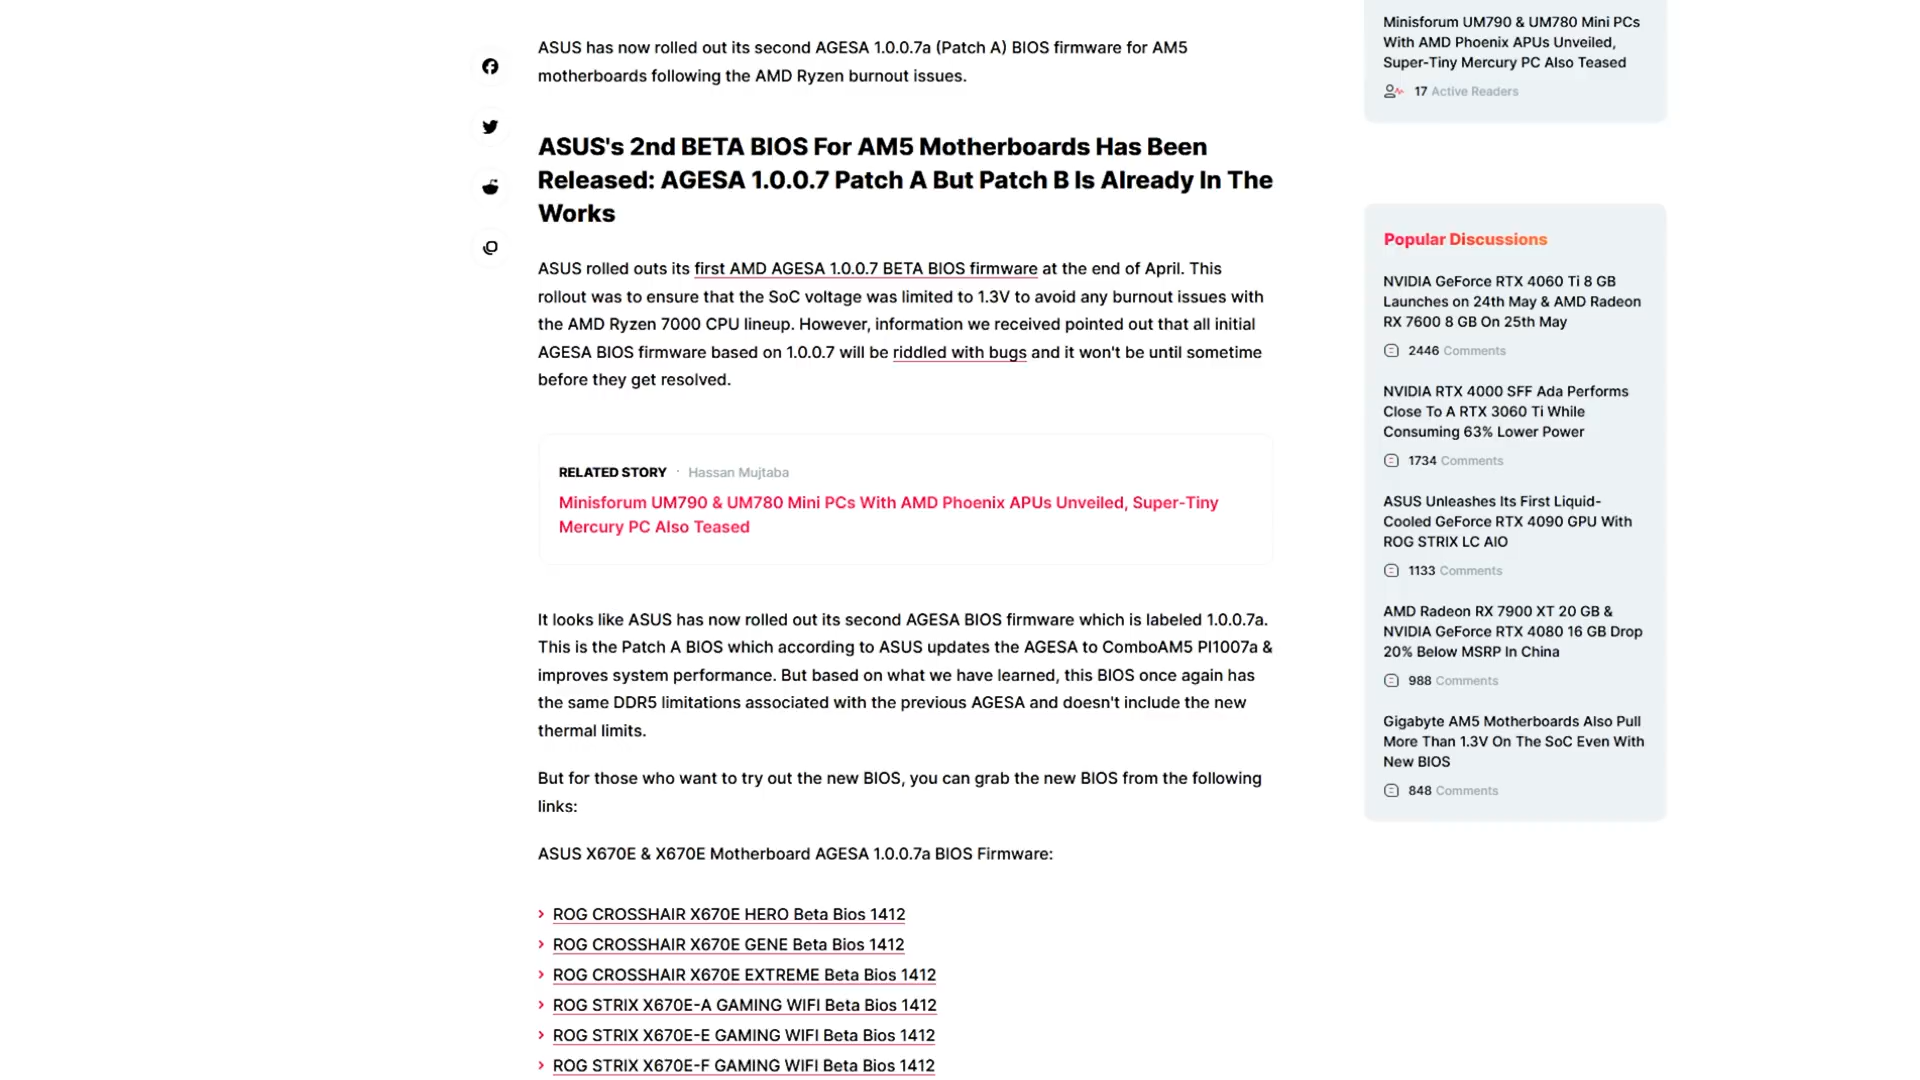 ASUS has now rolled out its second AGESA 1.0.0.7a (Patch A) BIOS firmware for AM5
motherboards following the AMD Ryzen burnout issues.
ASUS's 2nd BETA BIOS For AM5 Motherboards Has Been
Released: AGESA 1.0.0.7 Patch A But Patch B Is Already In The
Works
ASUS rolled outs its first AMD AGESA 1.0.0.7 BETA BIOS firmware at the end of April. This
rollout was to ensure that the SoC voltage was limited to 1.3V to avoid any burnout issues with
the AMD Ryzen 7000 CPU lineup. However, information we received pointed out that all initial
AGESA BIOS firmware based on 1.0.0.7 will be riddled with bugs and it won't be until sometime
before they get resolved.
RELATED STORY · Hassan Mujtaba
Minisforum UM790 & UM780 Mini PCs With AMD Phoenix APUs Unveiled, Super-Tiny
Mercury PC Also Teased
It looks like ASUS has now rolled out its second AGESA BIOS firmware which is labeled 1.0.0.7a.
This is the Patch A BIOS which according to ASUS updates the AGESA to ComboAM5 PI1007a &
improves system performance. But based on what we have learned, this BIOS once again has
the same DDR5 limitations associated with the previous AGESA and doesn't include the new
thermal limits.
But for those who want to try out the new BIOS, you can grab the new BIOS from the following
links:
ASUS X670E & X670E Motherboard AGESA 1.0.0.7a BIOS Firmware:
ROG CROSSHAIR X670E HERO Beta Bios 1412
ROG CROSSHAIR X670E GENE Beta Bios 1412
ROG CROSSHAIR X670E EXTREME Beta Bios 1412
ROG STRIX X670E-A GAMING WIFI Beta Bios 1412
ROG STRIX X670E-E GAMING WIFI Beta Bios 1412
ROG STRIX X670E-F GAMING WIFI Beta Bios 1412
Minisforum UM790 & UM780 Mini PCs
With AMD Phoenix APUs Unveiled,
Super-Tiny Mercury PC Also Teased
17 Active Readers
Popular Discussions
NVIDIA GeForce RTX 4060 Ti 8 GB
Launches on 24th May & AMD Radeon
RX 7600 8 GB On 25th May
2446 Comments
NVIDIA RTX 4000 SFF Ada Performs
Close To A RTX 3060 Ti While
Consuming 63% Lower Power
1734 Comments
ASUS Unleashes Its First Liquid-
Cooled GeForce RTX 4090 GPU With
ROG STRIX LC AIO
1133 Comments
AMD Radeon RX 7900 XT 20 GB &
NVIDIA GeForce RTX 4080 16 GB Drop
20% Below MSRP In China
988 Comments
Gigabyte AM5 Motherboards Also Pull
More Than 1.3V On The SoC Even With
New BIOS
848 Comments